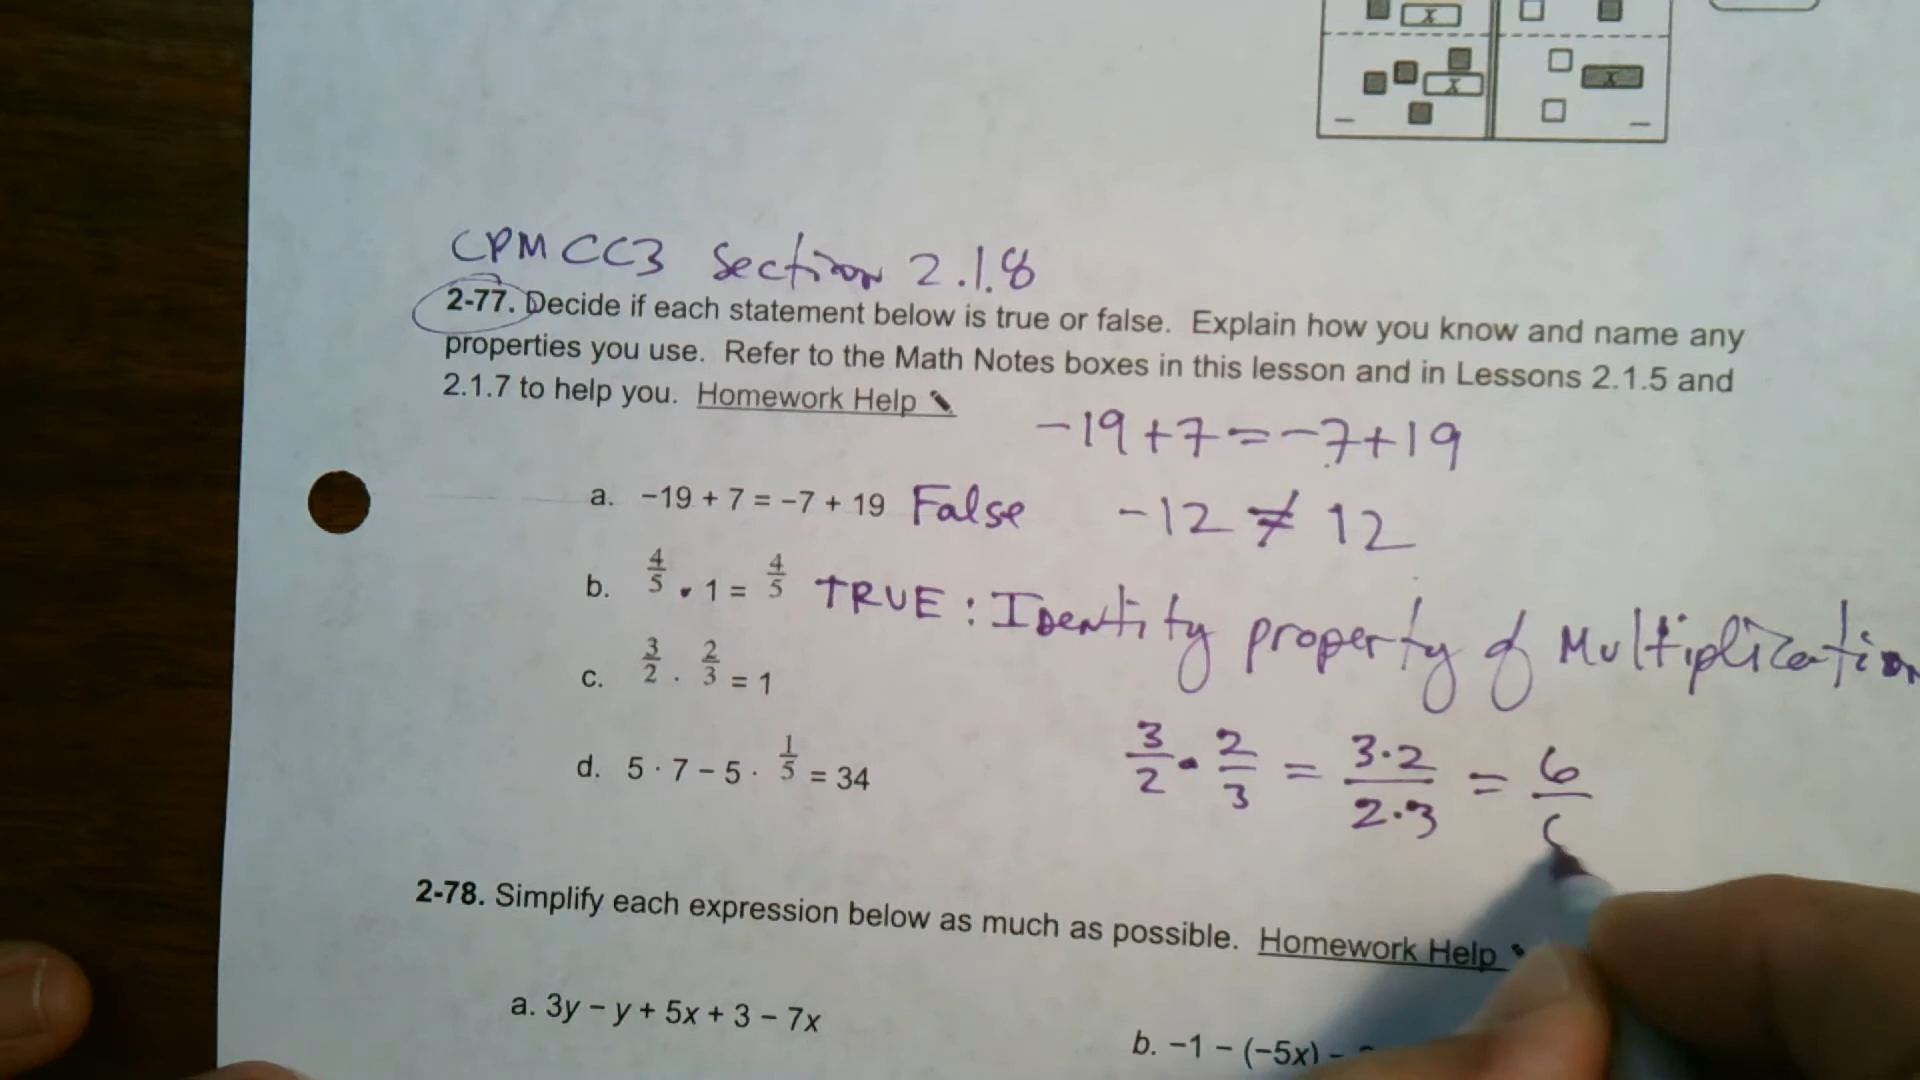 x
x x
− −
CPM CC3 Section 2.1.8
2-77. Decide if each statement below is true or false. Explain how you know and name any
properties you use. Refer to the Math Notes boxes in this lesson and in Lessons 2.1.5 and
2.1.7 to help you. Homework Help
−19+7=−7+19
a. −19 + 7 = −7 + 19 False −12 ≠ 12
b. 4/5 • 1 = 4/5 TRUE : IDentity property of Multiplication
c. 3/2 · 2/3 = 1
3/2 · 2/3 = 3·2/2·3 = 6/
d. 5 · 7 − 5 · 1/5 = 34
2-78. Simplify each expression below as much as possible. Homework Help
a. 3y − y + 5x + 3 − 7x
b. −1 − (−5x) −